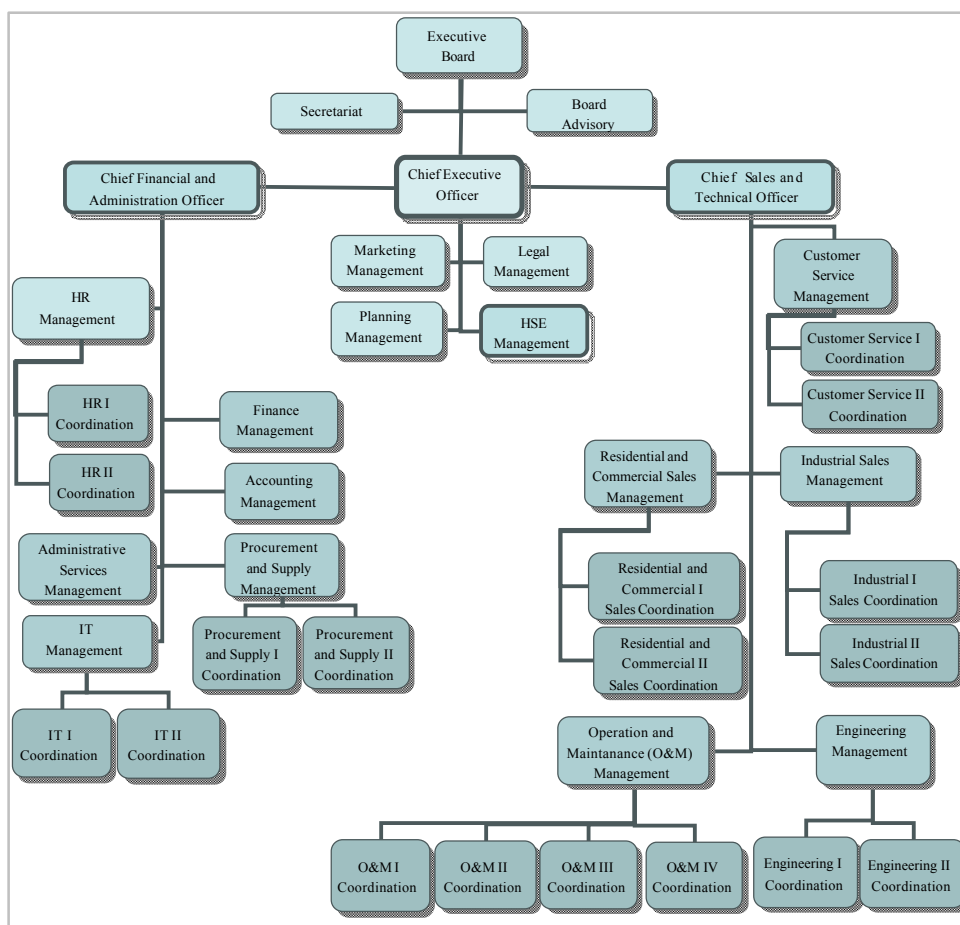 Executive
Board
Secretariat
Board
Advisory
Chief Financial and
Administration Officer
Chief Executive
Officer
Chief Sales and
Technical Officer
Marketing
Management
Legal
Management
Customer
Service
Management
HR
Management
Planning
Management
HSE
Management
Customer Service I
Coordination
Customer Service II
Coordination
HR I
Coordination
Finance
Management
HR II
Coordination
Accounting
Management
Residential and
Commercial Sales
Management
Industrial Sales
Management
Administrative
Services
Management
Procurement
and Supply
Management
Residential and
Commercial I
Sales Coordination
Industrial I
Sales Coordination
IT
Management
Procurement
and Supply I
Coordination
Procurement
and Supply II
Coordination
Residential and
Commercial II
Sales Coordination
Industrial II
Sales Coordination
IT I
Coordination
IT II
Coordination
Operation and
Maintanance (O&M)
Management
Engineering
Management
O&M I
Coordination
O&M II
Coordination
O&M III
Coordination
O&M IV
Coordination
Engineering I
Coordination
Engineering II
Coordination